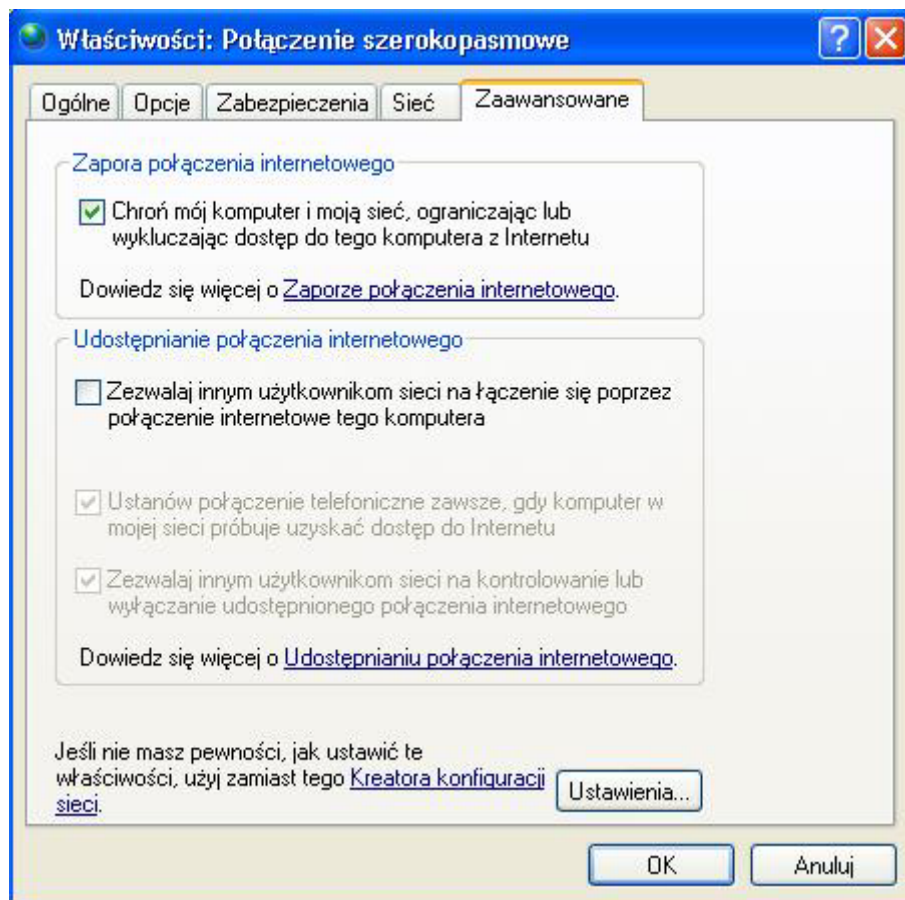 Właściwości: Połączenie szerokopasmowe
Ogólne Opcje Zabezpieczenia Sieć Zaawansowane
Zapora połączenia internetowego
Chroń mój komputer i moją sieć, ograniczając lub
wykluczając dostęp do tego komputera z Internetu
Dowiedz się więcej o Zaporze połączenia internetowego.
Udostępnianie połączenia internetowego
Zezwalaj innym użytkownikom sieci na łączenie się poprzez
połączenie internetowe tego komputera
Ustanów połączenie telefoniczne zawsze, gdy komputer w
mojej sieci próbuje uzyskać dostęp do Internetu
Zezwalaj innym użytkownikom sieci na kontrolowanie lub
wyłączanie udostępnionego połączenia internetowego
Dowiedz się więcej o Udostępnianiu połączenia internetowego.
Jeśli nie masz pewności, jak ustawić te
właściwości, użyj zamiast tego Kreatora konfiguracji
sieci.
Ustawienia...
OK Anuluj